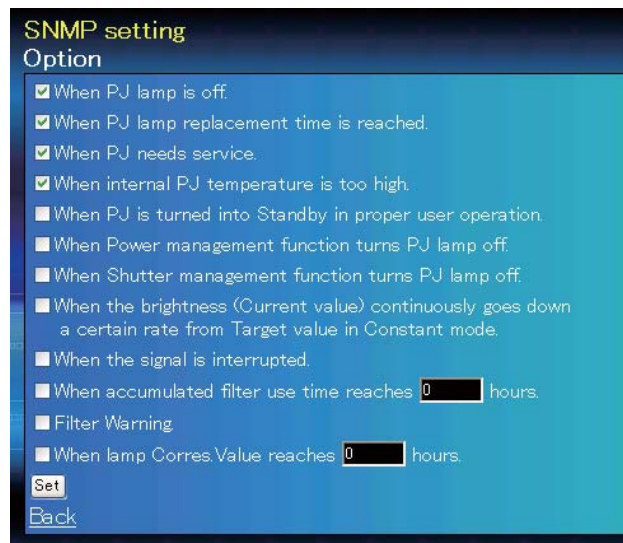 SNMP setting
Option
When PJ lamp is off.
When PJ lamp replacement time is reached.
When PJ needs service.
When internal PJ temperature is too high.
When PJ is turned into Standby in proper user operation.
When Power management function turns PJ lamp off.
When Shutter management function turns PJ lamp off.
When the brightness (Current value) continuously goes down
a certain rate from Target value in Constant mode.
When the signal is interrupted.
When accumulated filter use time reaches 0 hours.
Filter Warning
When lamp Corres.Value reaches 0 hours.
Set
Back